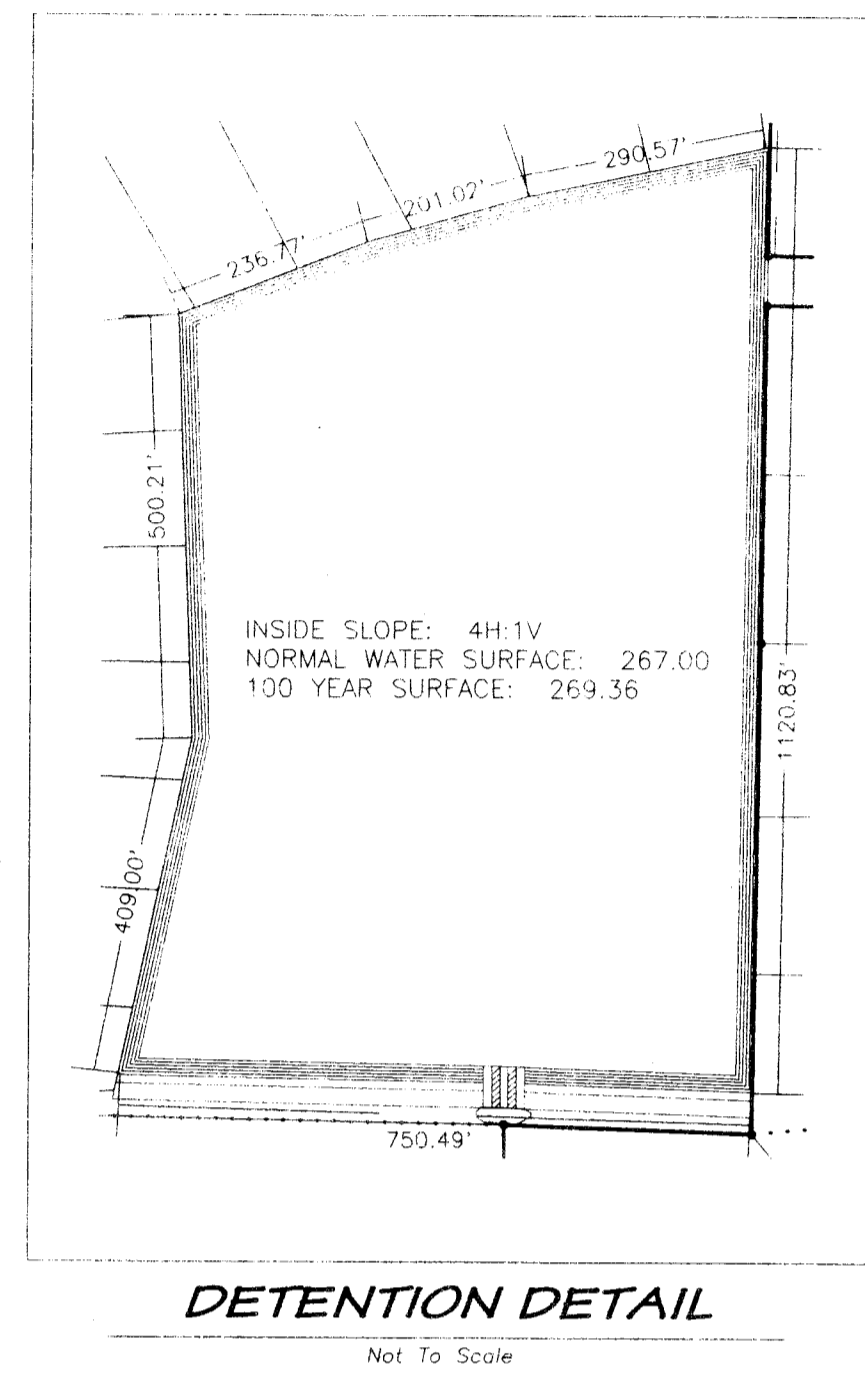 290.57'
201.02'
236.77'
500.21'
INSIDE SLOPE: 4H:1V
NORMAL WATER SURFACE: 267.00
100 YEAR SURFACE: 269.36
1120.83'
409.00'
750.49'
DETENTION DETAIL
Not To Scale